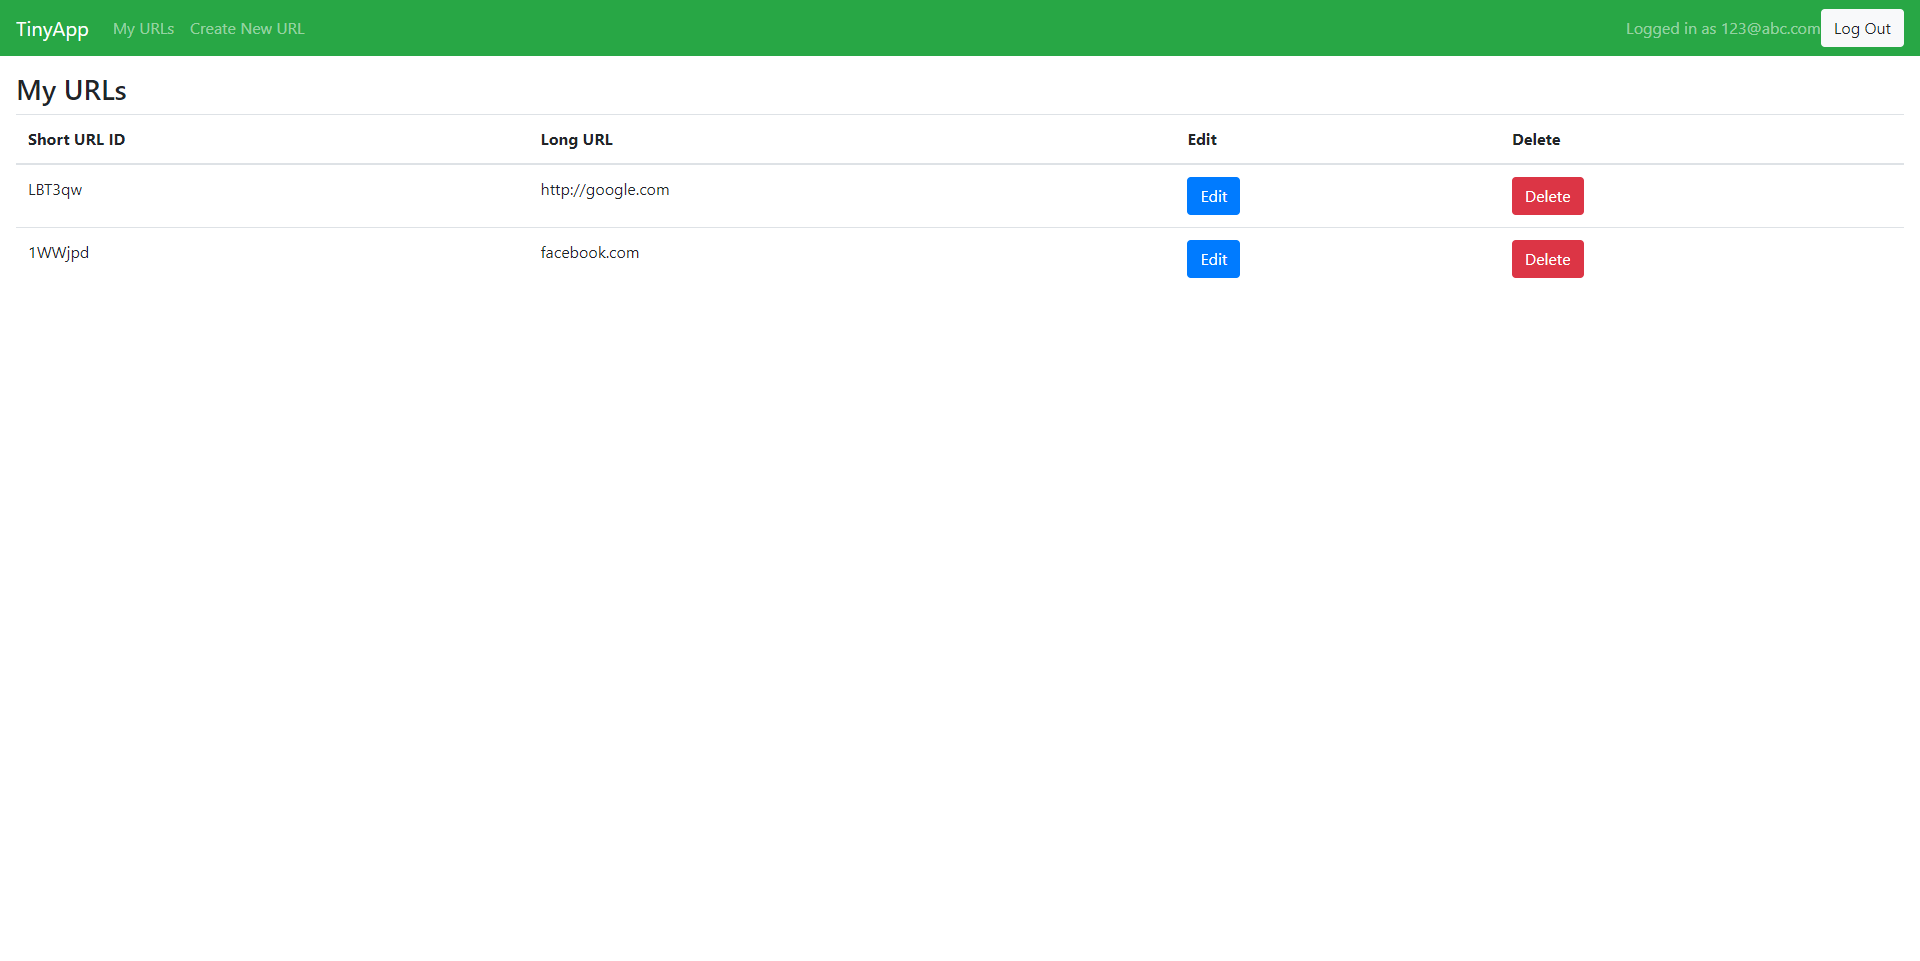 TinyApp My URLs Create New URL Logged in as 123@abc.com Log Out
My URLs
Short URL ID Long URL Edit Delete
LBT3qw http://google.com Edit Delete
1WWjpd facebook.com Edit Delete